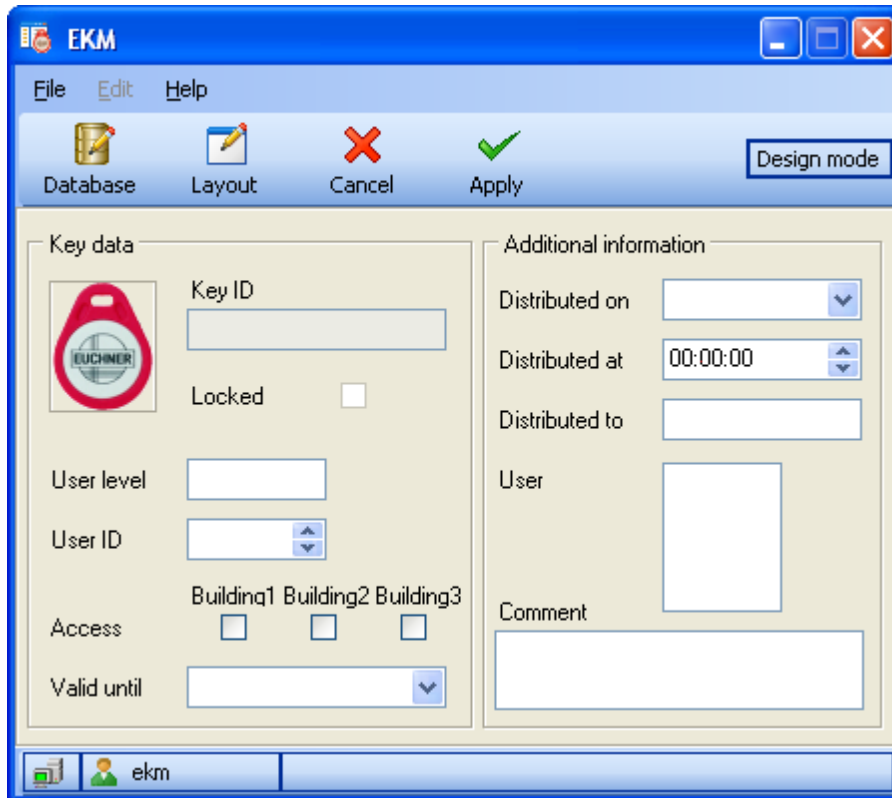 EKM
File Edit Help
Database Layout Cancel Apply Design mode
Key data
Key ID
EUCHNER
Locked
User level
User ID
Building1 Building2 Building3
Access
Valid until
Additional information
Distributed on
Distributed at 00:00:00
Distributed to
User
Comment
ekm